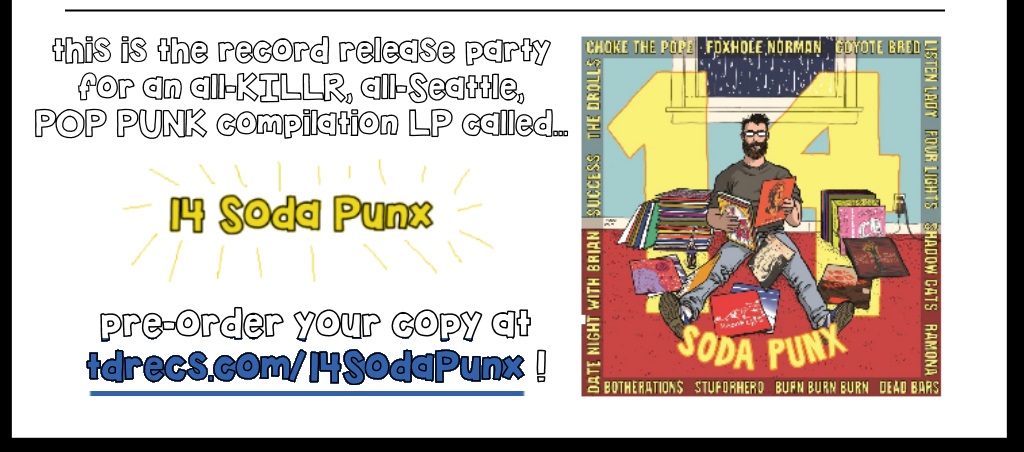 this is the record release party
for an all-KILLR, all-Seattle,
POP PUNK compilation LP called...
14 Soda Punx
pre-order your copy at
tdrecs.com/14SodaPunx !
CHOKE THE POPE FOXHOLE NORMAN COYOTE BRED
LISTEN LADY POUR LIGHTS SHADOW CATS RAMONA
DATE NIGHT WITH BRIAN SUCCESS THE DROLLS
14
SODA PUNX
BOTHERATIONS STUPORHERO BURN BURN BURN DEAD BARS